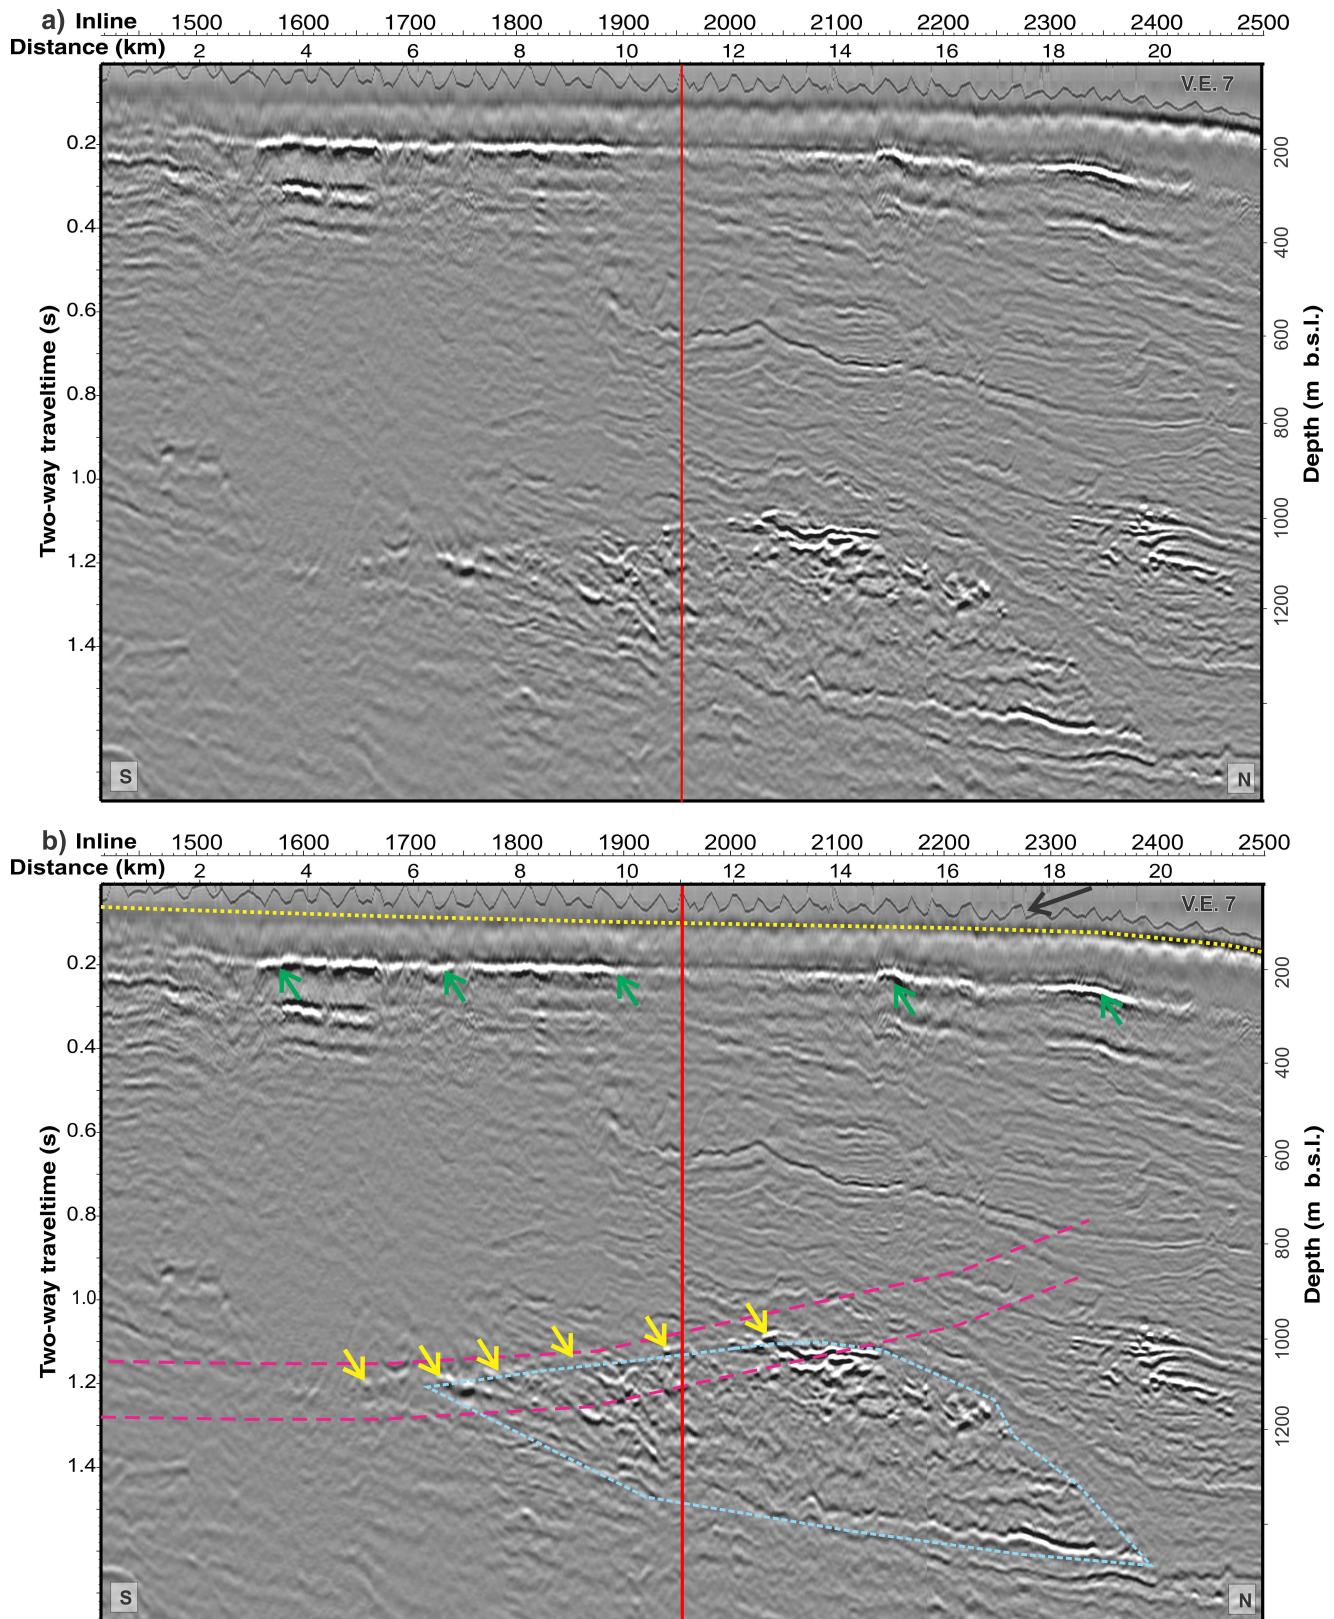 a) Inline 1500 1600 1700 1800 1900 2000 2100 2200 2300 2400 2500
Distance (km) 2 4 6 8 10 12 14 16 18 20
V.E. 7
0.2
0.4
0.6
0.8
1.0
1.2
1.4
Two-way traveltime (s)
200
400
600
800
1000
1200
Depth (m b.s.l.)
S
N
b) Inline 1500 1600 1700 1800 1900 2000 2100 2200 2300 2400 2500
Distance (km) 2 4 6 8 10 12 14 16 18 20
V.E. 7
0.2
0.4
0.6
0.8
1.0
1.2
1.4
Two-way traveltime (s)
200
400
600
800
1000
1200
Depth (m b.s.l.)
S
N